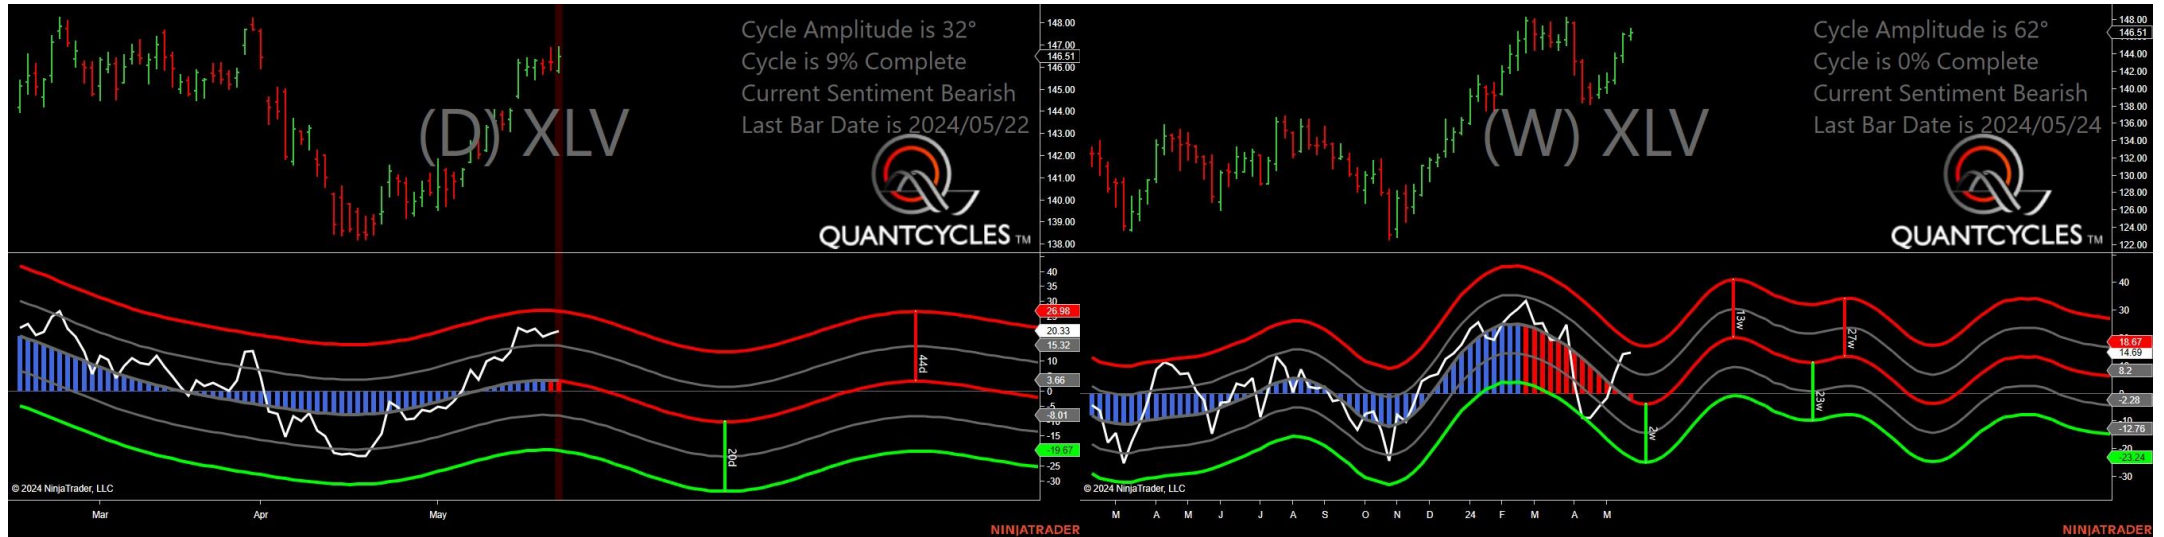 Cycle Amplitude is 32°
Cycle is 9% Complete
Current Sentiment Bearish
Last Bar Date is 2024/05/22
(D) XLV
QUANTCYCLES TM
148.00
147.00
146.51
146.00
145.00
144.00
143.00
142.00
141.00
140.00
139.00
138.00
40
35
30
26.98
20.33
15.32
10
3.66
0
-5
-8.01
-10
-15
-19.67
-25
-30
44d
20d
© 2024 NinjaTrader, LLC
Mar
Apr
May
NINJATRADER
Cycle Amplitude is 62°
Cycle is 0% Complete
Current Sentiment Bearish
Last Bar Date is 2024/05/24
(W) XLV
QUANTCYCLES TM
148.00
146.51
144.00
142.00
140.00
138.00
136.00
134.00
132.00
130.00
128.00
126.00
124.00
122.00
40
30
18.67
14.69
8.2
-2.28
-10
-12.76
-20
-23.24
-30
13w
27w
23w
2w
© 2024 NinjaTrader, LLC
M A M J J A S O N D 24 F M A M
NINJATRADER